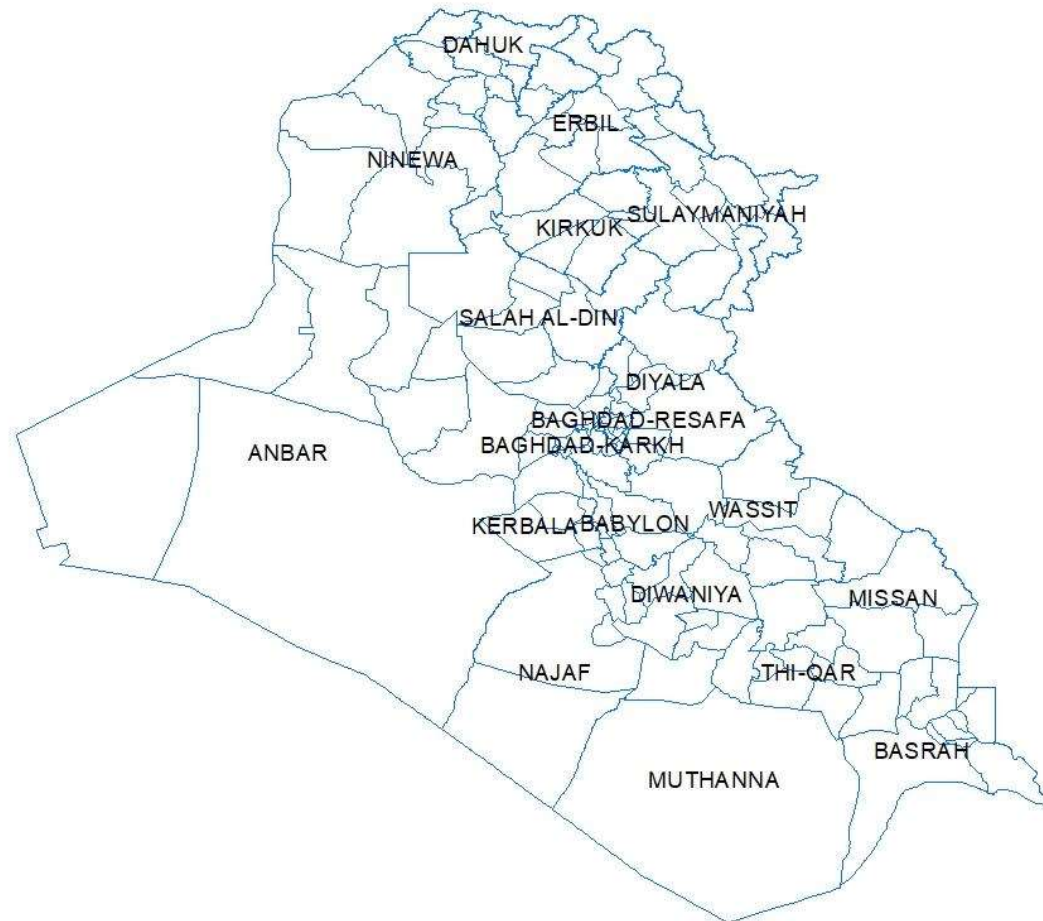 DAHUK
ERBIL
NINEWA
SULAYMANIYAH
KIRKUK
SALAH AL-DIN
DIYALA
BAGHDAD-RESAFA
BAGHDAD-KARKH
ANBAR
WASSIT
KERBALA
BABYLON
DIWANIYA
MISSAN
NAJAF
THI-QAR
BASRAH
MUTHANNA